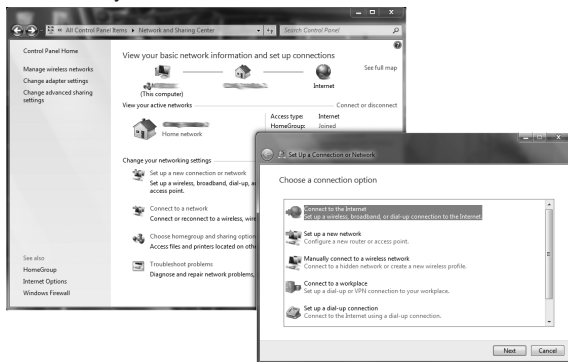 « All Control Panel Items ▸ Network and Sharing Center
Search Control Panel
Control Panel Home
Manage wireless networks
Change adapter settings
Change advanced sharing
settings
See also
HomeGroup
Internet Options
Windows Firewall
View your basic network information and set up connections
See full map
(This computer)
Internet
View your active networks
Connect or disconnect
Home network
Access type: Internet
HomeGroup: Joined
Change your networking settings
Set up a new connection or network
Set up a wireless, broadband, dial-up, a
access point.
Connect to a network
Connect or reconnect to a wireless, wire
Choose homegroup and sharing option
Access files and printers located on othe
Troubleshoot problems
Diagnose and repair network problems,
Set Up a Connection or Network
Choose a connection option
Connect to the Internet
Set up a wireless, broadband, or dial-up connection to the Internet.
Set up a new network
Configure a new router or access point.
Manually connect to a wireless network
Connect to a hidden network or create a new wireless profile.
Connect to a workplace
Set up a dial-up or VPN connection to your workplace.
Set up a dial-up connection
Connect to the Internet using a dial-up connection.
Next
Cancel